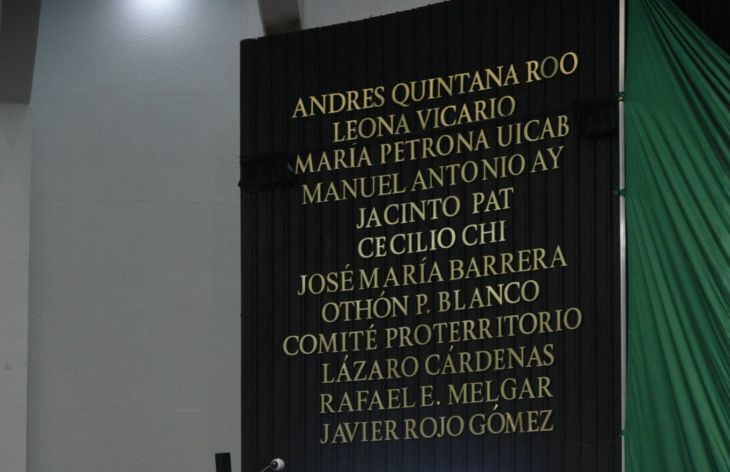 ANDRES QUINTANA ROO
LEONA VICARIO
MARÍA PETRONA UICAB
MANUEL ANTONIO AY
JACINTO PAT
CECILIO CHI
JOSÉ MARÍA BARRERA
OTHÓN P. BLANCO
COMITÉ PROTERRITORIO
LÁZARO CÁRDENAS
RAFAEL E. MELGAR
JAVIER ROJO GÓMEZ